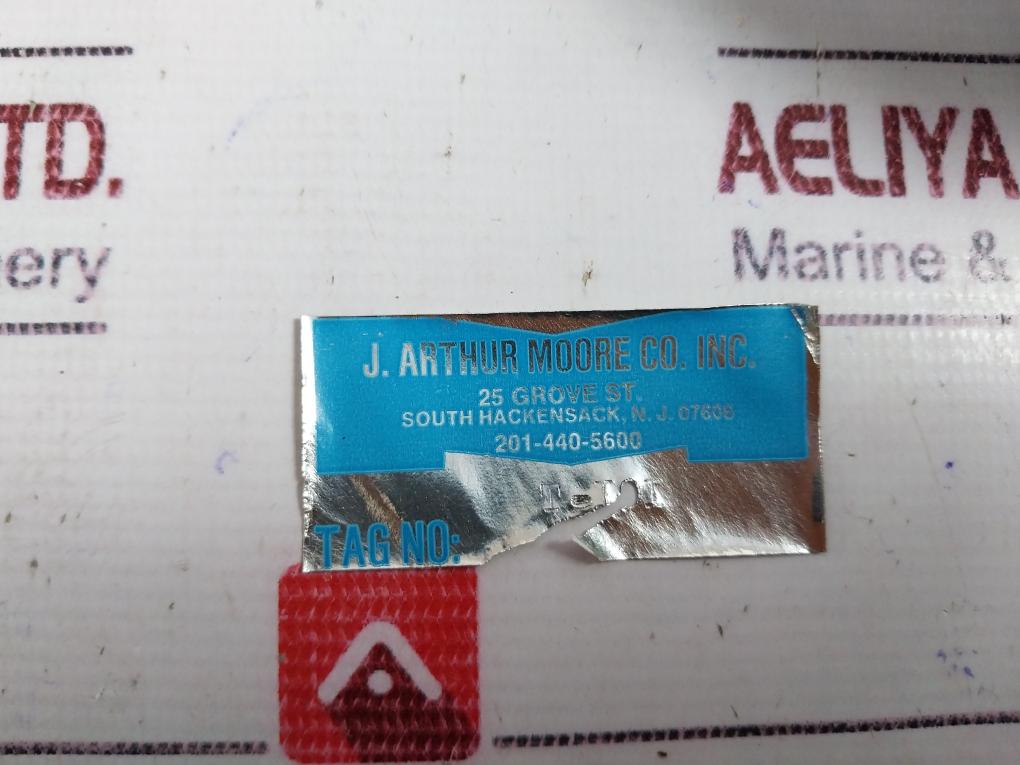 TD.
ery
AELIYA
Marine &
J. ARTHUR MOORE CO. INC.
25 GROVE ST.
SOUTH HACKENSACK, N. J. 07606
201-440-5600
TAG NO: